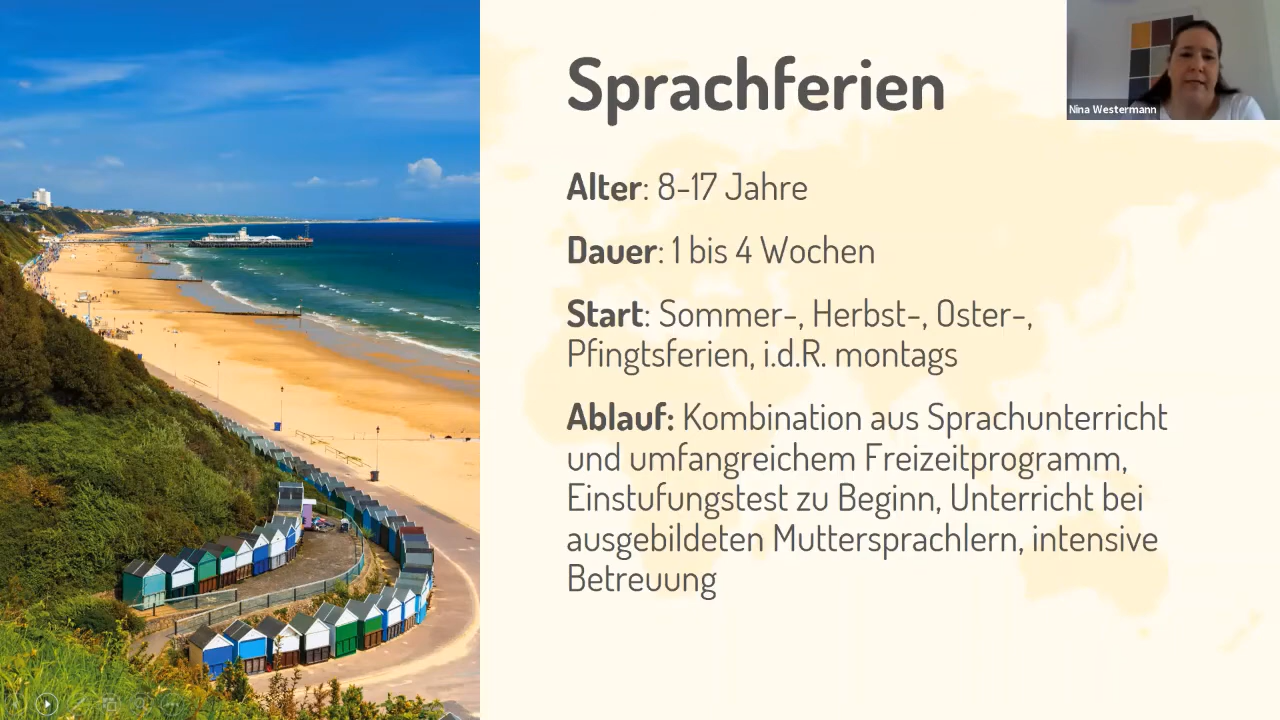 Sprachferien
Nina Westermann
Alter: 8-17 Jahre
Dauer: 1 bis 4 Wochen
Start: Sommer-, Herbst-, Oster-,
Pfingtsferien, i.d.R. montags
Ablauf: Kombination aus Sprachunterricht
und umfangreichem Freizeitprogramm,
Einstufungstest zu Beginn, Unterricht bei
ausgebildeten Muttersprachlern, intensive
Betreuung